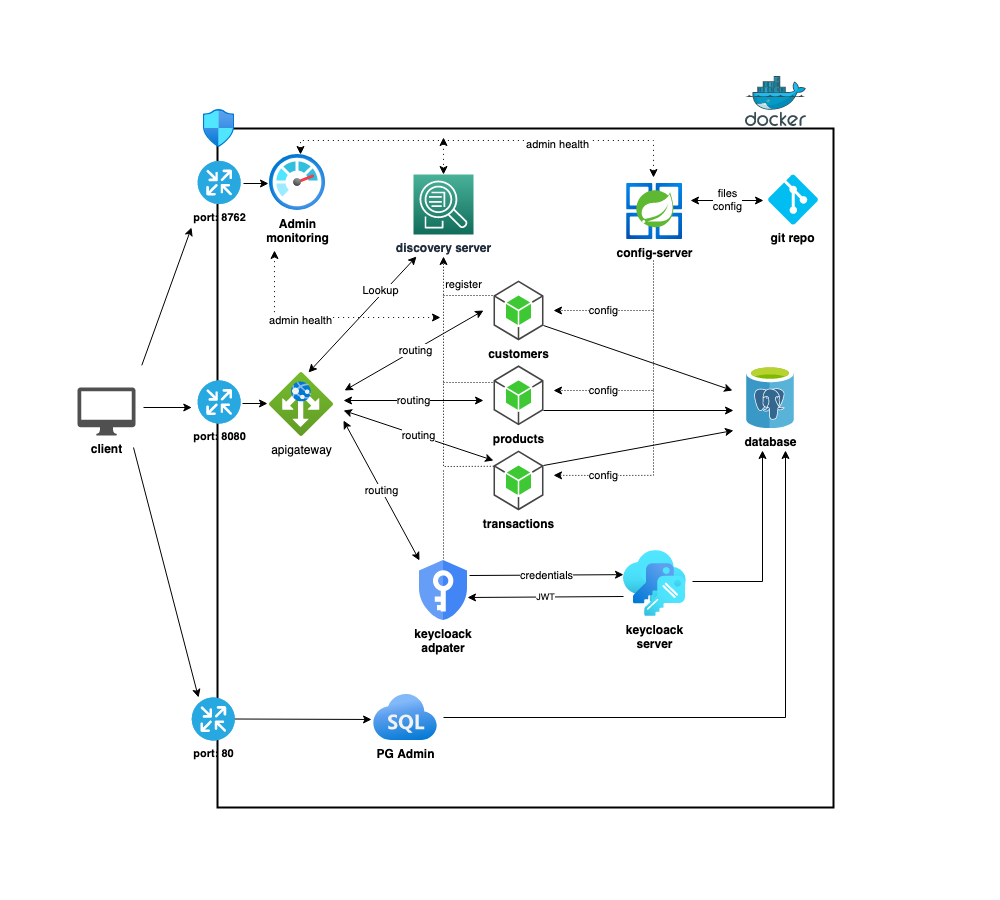 docker
admin health
port: 8762
Admin
monitoring
discovery server
config-server
files
config
git repo
Lookup
register
admin health
customers
config
routing
client
port: 8080
apigateway
routing
products
config
database
routing
transactions
config
routing
credentials
JWT
keycloack
adpater
keycloack
server
port: 80
SQL
PG Admin